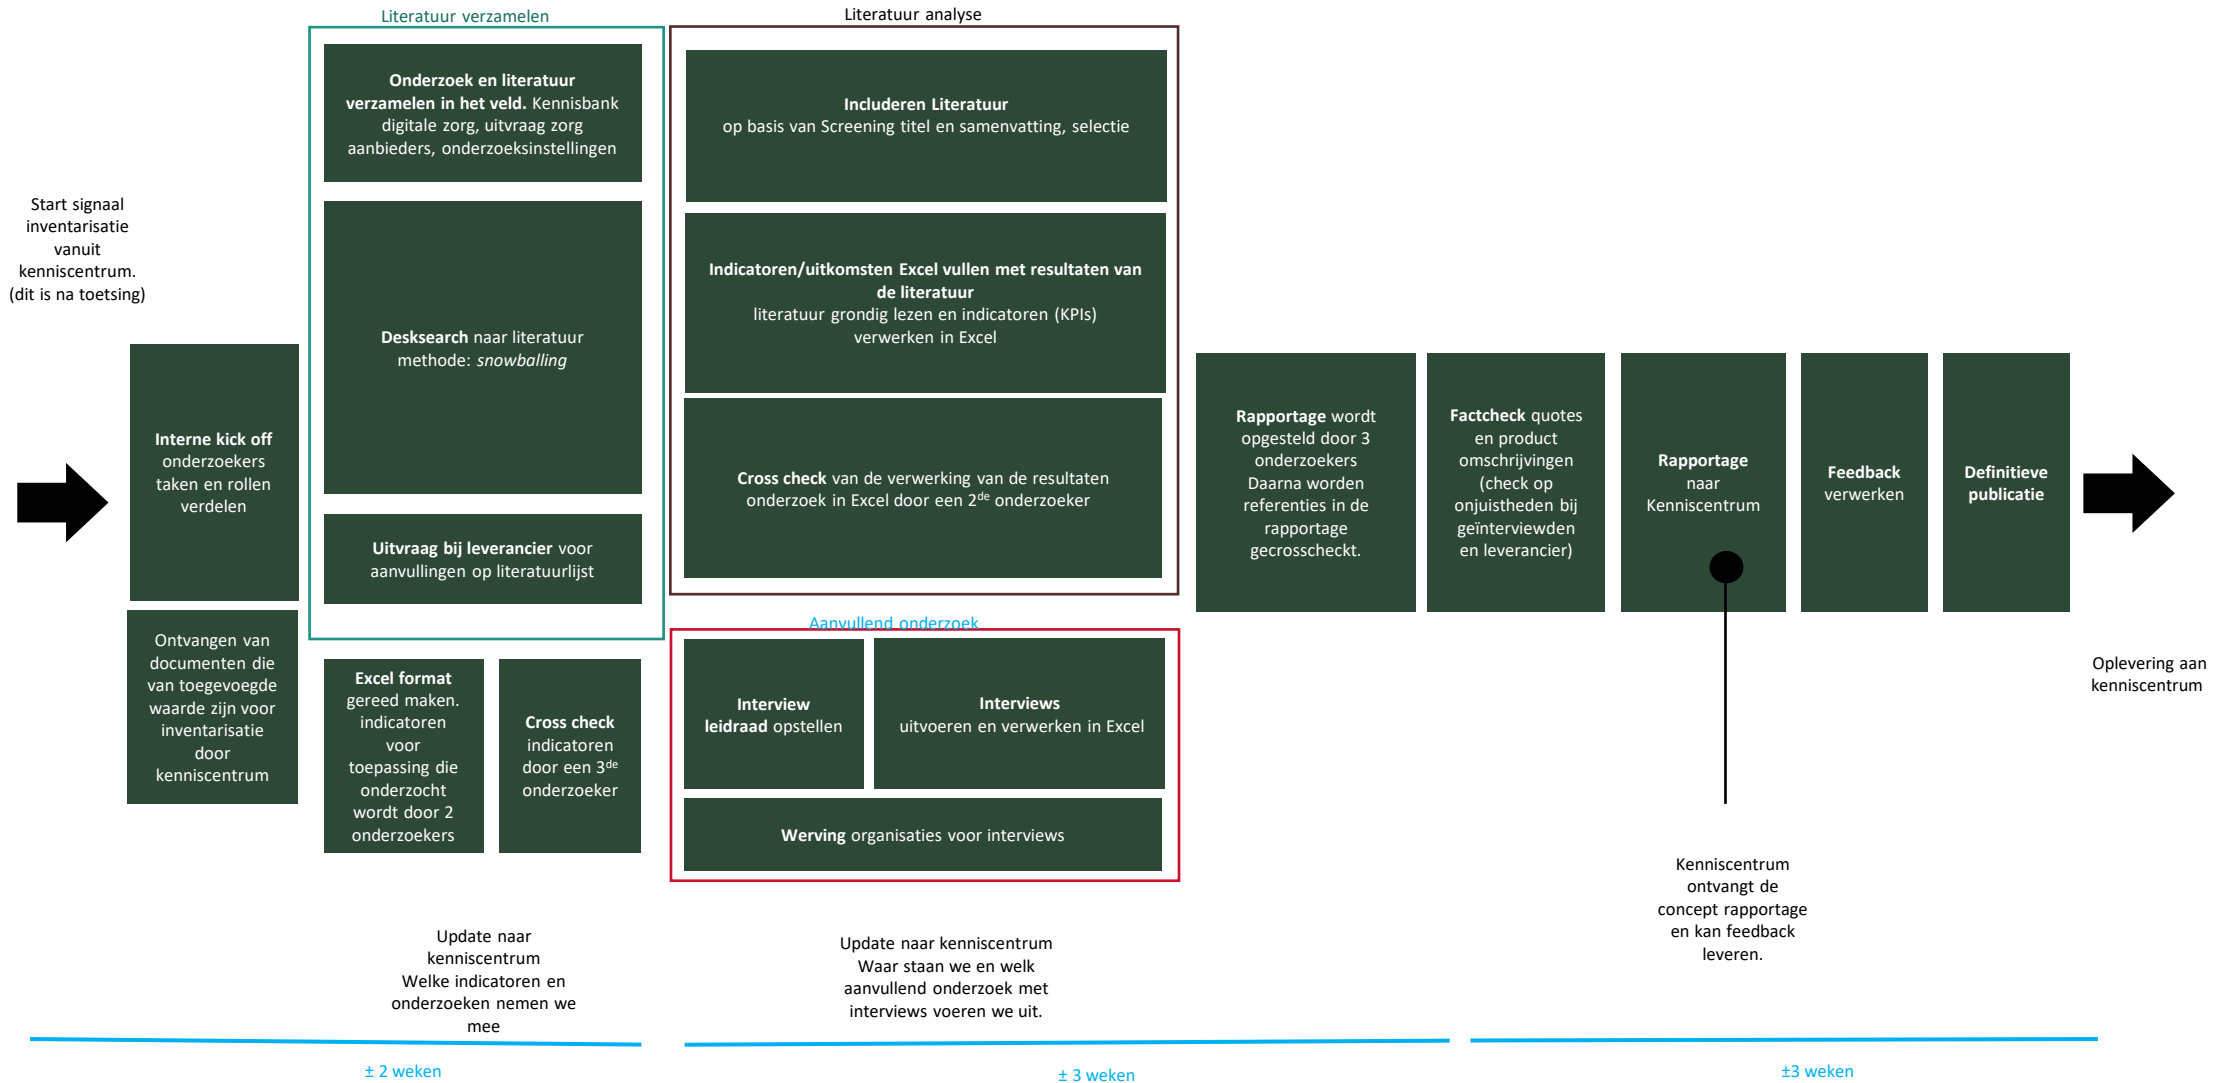 Literatuur verzamelen
Literatuur analyse
Start signaal
inventarisatie
vanuit
kenniscentrum.
(dit is na toetsing)
Interne kick off
onderzoekers
taken en rollen
verdelen
Ontvangen van
documenten die
van toegevoegde
waarde zijn voor
inventarisatie
door
kenniscentrum
Onderzoek en literatuur
verzamelen in het veld. Kennisbank
digitale zorg, uitvraag zorg
aanbieders, onderzoeksinstellingen
Desksearch naar literatuur
methode: snowballing
Uitvraag bij leverancier voor
aanvullingen op literatuurlijst
Excel format
gereed maken.
indicatoren
voor
toepassing die
onderzocht
wordt door 2
onderzoekers
Cross check
indicatoren
door een 3de
onderzoeker
Includeren Literatuur
op basis van Screening titel en samenvatting, selectie
Indicatoren/uitkomsten Excel vullen met resultaten van
de literatuur
literatuur grondig lezen en indicatoren (KPIs)
verwerken in Excel
Cross check van de verwerking van de resultaten
onderzoek in Excel door een 2de onderzoeker
Aanvullend onderzoek
Interview
leidraad opstellen
Interviews
uitvoeren en verwerken in Excel
Werving organisaties voor interviews
Rapportage wordt
opgesteld door 3
onderzoekers
Daarna worden
referenties in de
rapportage
gecrosscheckt.
Factcheck quotes
en product
omschrijvingen
(check op
onjuistheden bij
geïnterviewden
en leverancier)
Rapportage
naar
Kenniscentrum
Feedback
verwerken
Definitieve
publicatie
Oplevering aan
kenniscentrum
Kenniscentrum
ontvangt de
concept rapportage
en kan feedback
leveren.
Update naar
kenniscentrum
Welke indicatoren en
onderzoeken nemen we
mee
Update naar kenniscentrum
Waar staan we en welk
aanvullend onderzoek met
interviews voeren we uit.
± 2 weken
± 3 weken
±3 weken